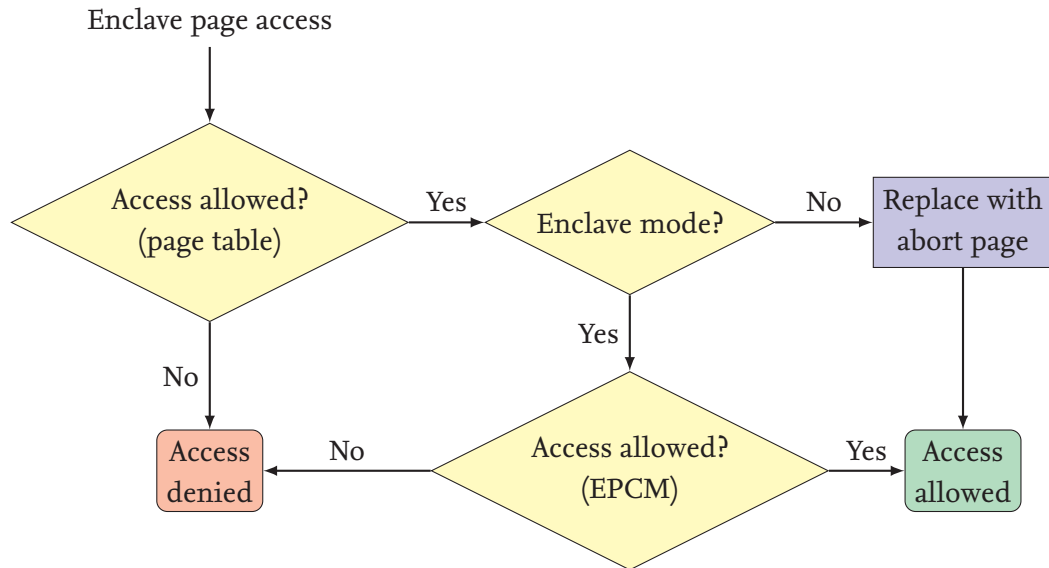 Enclave page access
Access allowed?
(page table)
Yes
Enclave mode?
No
Replace with
abort page
No
Yes
Access
denied
No
Access allowed?
(EPCM)
Yes
Access
allowed